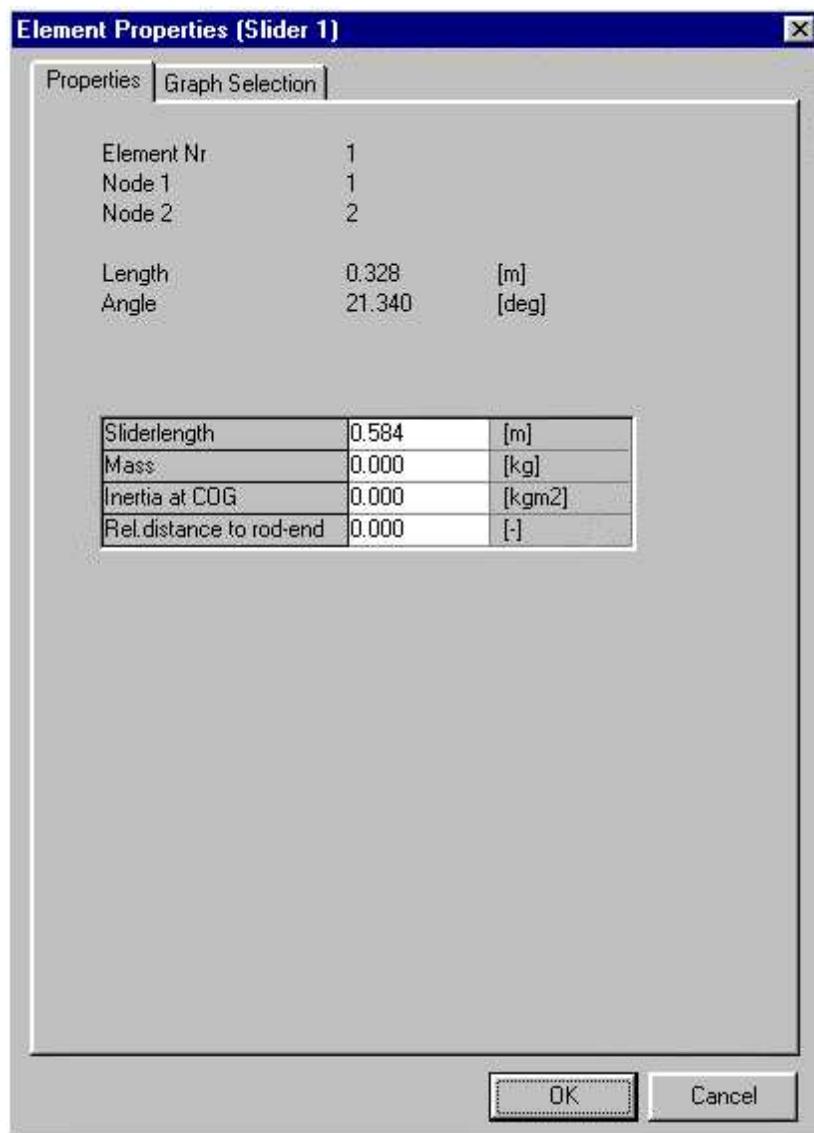 Element Properties (Slider 1)
Properties Graph Selection
Element Nr 1
Node 1 1
Node 2 2
Length 0.328 [m]
Angle 21.340 [deg]
Sliderlength 0.584 [m]
Mass 0.000 [kg]
Inertia at COG 0.000 [kgm2]
Rel.distance to rod-end 0.000 [-]
OK Cancel